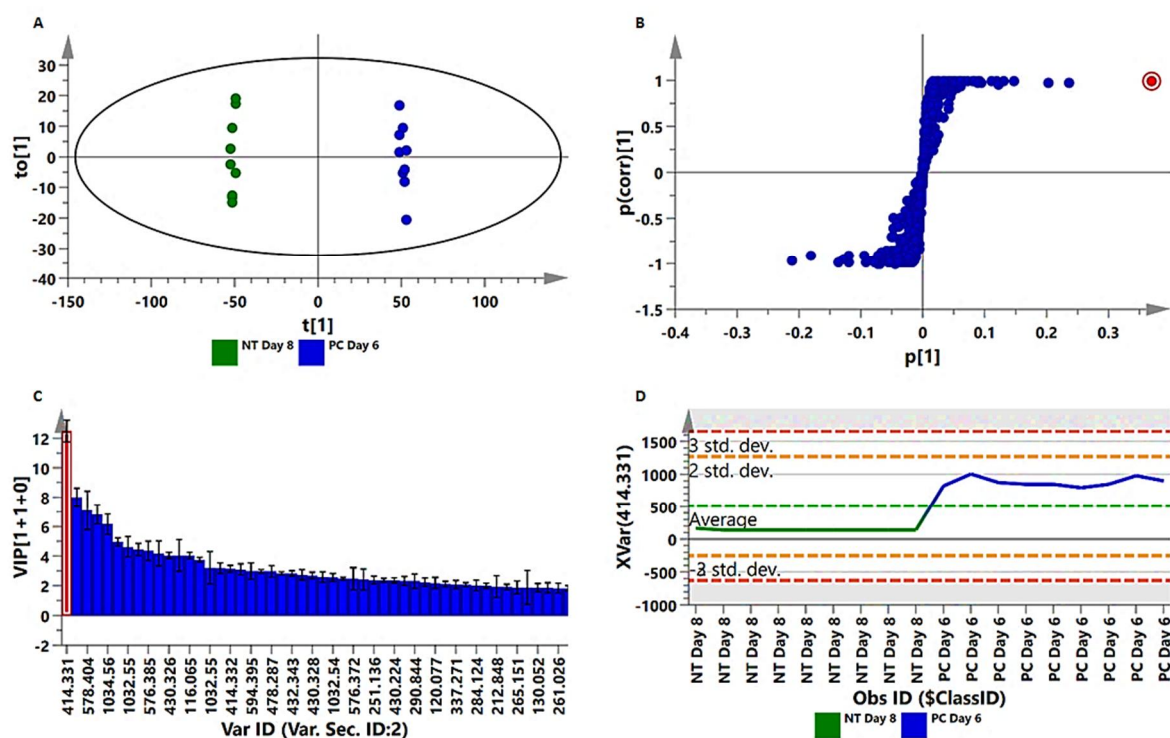 A
to[1]
30
20
10
0
-10
-20
-30
-40
-150
-100
-50
0
50
100
t[1]
NT Day 8
PC Day 6
B
p(corr)[1]
1
0.5
0
-0.5
-1
-1.5
-0.4
-0.3
-0.2
-0.1
0
0.1
0.2
0.3
p[1]
C
VIP[1+1+0]
12
10
8
6
4
2
0
-2
414.331
578.404
1034.56
1032.55
576.385
430.326
116.065
1032.55
414.332
594.395
478.287
432.343
430.328
1032.54
576.372
251.136
430.224
290.844
1120.077
337.271
284.124
212.848
265.151
130.052
261.026
Var ID (Var. Sec. ID:2)
D
XVar(414.331)
1500
1000
500
0
-500
-1000
3 std. dev.
2 std. dev.
Average
std. dev.
NT Day 8
NT Day 8
NT Day 8
NT Day 8
NT Day 8
NT Day 8
NT Day 8
NT Day 8
NT Day 8
PC Day 6
PC Day 6
PC Day 6
PC Day 6
PC Day 6
PC Day 6
PC Day 6
PC Day 6
PC Day 6
Obs ID ($ClassID)
NT Day 8
PC Day 6